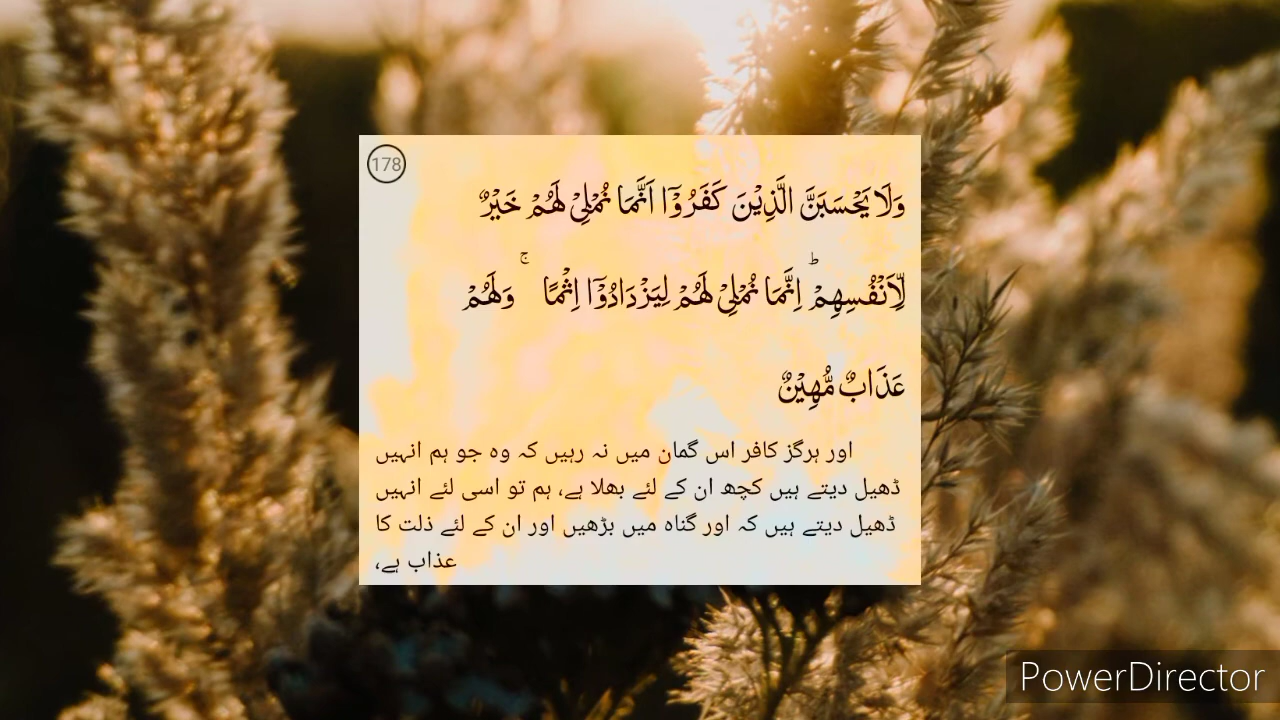 178
وَلَا يَحْسَبَنَّ الَّذِيْنَ كَفَرُوْۤا اَنَّمَا نُمْلِيْ لَهُمْ خَيْرٌ
لِّاَنْفُسِهِمْ ؕ اِنَّمَا نُمْلِيْ لَهُمْ لِيَزْدَادُوْۤا اِثْمًا ۚ وَلَهُمْ
عَذَابٌ مُّهِيْنٌ
اور ہرگز کافر اس گمان میں نہ رہیں کہ وہ جو ہم انہیں
ڈھیل دیتے ہیں کچھ ان کے لئے بھلا ہے، ہم تو اسی لئے انہیں
ڈھیل دیتے ہیں کہ اور گناہ میں بڑھیں اور ان کے لئے ذلت کا
عذاب ہے،
PowerDirector